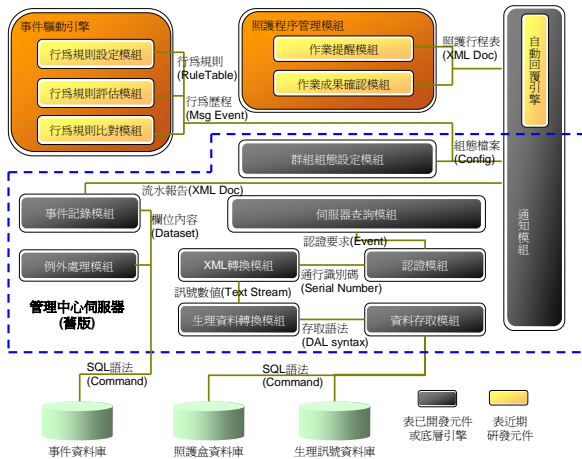 事件驅動引擎
行為規則設定模組
行為規則評估模組
行為規則比對模組
行為規則
(RuleTable)
行為歷程
(Msg Event)
照護程序管理模組
作業提醒模組
作業成果確認模組
照護行程表
(XML Doc)
自動回覆引擎
通知模組
群組組態設定模組
組態檔案
(Config)
流水報告(XML Doc)
事件記錄模組
欄位內容
(Dataset)
伺服器查詢模組
認證要求(Event)
例外處理模組
XML轉換模組
通行識別碼
(Serial Number)
認證模組
訊號數值(Text Stream)
管理中心伺服器
(舊版)
生理資料轉換模組
存取語法
(DAL syntax)
資料存取模組
SQL語法
(Command)
SQL語法
(Command)
事件資料庫
照護盒資料庫
生理訊號資料庫
表已開發元件
或底層引擎
表近期
研發元件